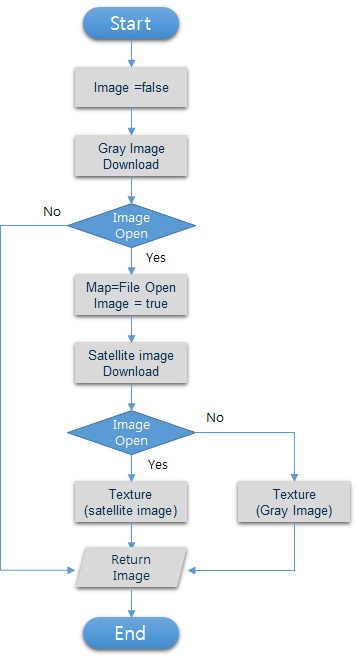 Start
Image =false
Gray Image
Download
No
Image
Open
Yes
Map=File Open
Image = true
Satellite image
Download
Image
Open
No
Yes
Texture
(satellite image)
Texture
(Gray Image)
Return
Image
End